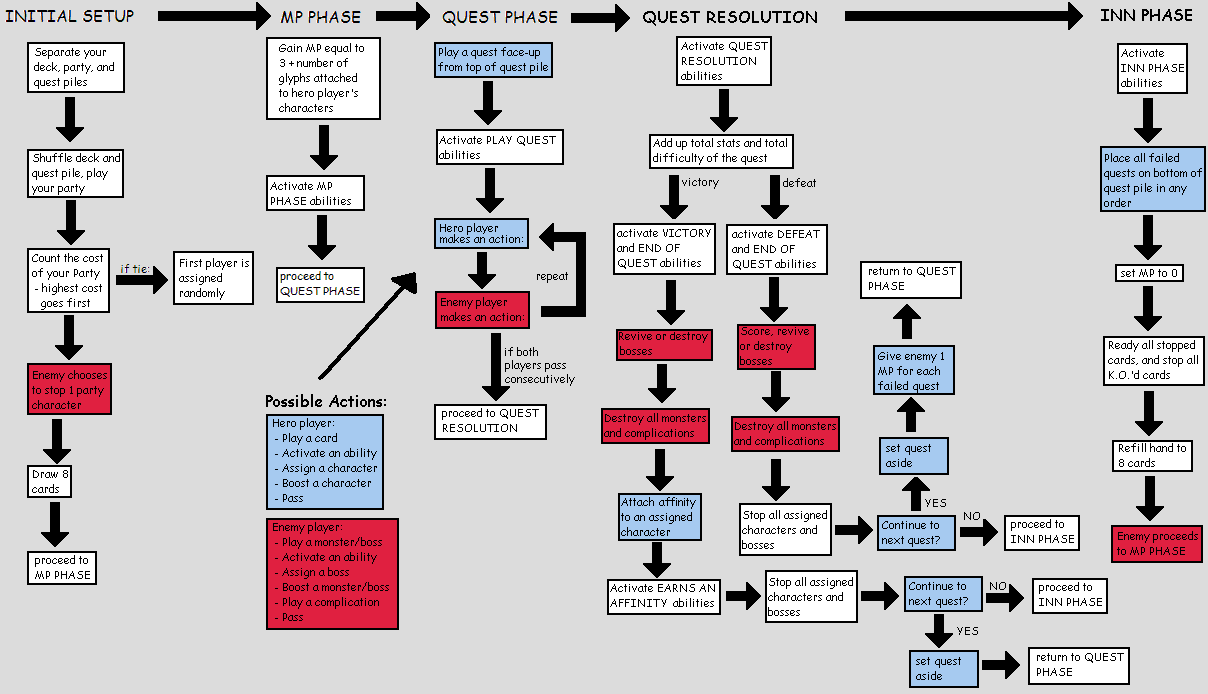 INITIAL SETUP
MP PHASE
QUEST PHASE
QUEST RESOLUTION
INN PHASE
Separate your
deck, party, and
quest piles
Shuffle deck and
quest pile, play
your party
Count the cost
of your Party
- highest cost
goes first
if tie:
First player is
assigned
randomly
Enemy chooses
to stop 1 party
character
Draw 8
cards
proceed to
MP PHASE
Gain MP equal to
3 + number of
glyphs attached
to hero player's
characters
Activate MP
PHASE abilities
proceed to
QUEST PHASE
Possible Actions:
Hero player:
- Play a card
- Activate an ability
- Assign a character
- Boost a character
- Pass
Enemy player:
- Play a monster/boss
- Activate an ability
- Assign a boss
- Boost a monster/boss
- Play a complication
- Pass
Play a quest face-up
from top of quest pile
Activate PLAY QUEST
abilities
Hero player
makes an action:
repeat
Enemy player
makes an action:
if both
players pass
consecutively
proceed to QUEST
RESOLUTION
Activate QUEST
RESOLUTION
abilities
Add up total stats and total
difficulty of the quest
victory
defeat
activate VICTORY
and END OF
QUEST abilities
Revive or destroy
bosses
Destroy all monsters
and complications
Attach affinity
to an assigned
character
Activate EARNS AN
AFFINITY abilities
Stop all assigned
characters and
bosses
Continue to
next quest?
NO
proceed to
INN PHASE
YES
set quest
aside
return to QUEST
PHASE
activate DEFEAT
and END OF
QUEST abilities
Score, revive
or destroy
bosses
Destroy all monsters
and complications
Stop all assigned
characters and
bosses
Continue to
next quest?
NO
proceed to
INN PHASE
YES
set quest
aside
Give enemy 1
MP for each
failed quest
return to QUEST
PHASE
Activate
INN PHASE
abilities
Place all failed
quests on bottom of
quest pile in any
order
set MP to 0
Ready all stopped
cards, and stop all
K.O.'d cards
Refill hand to
8 cards
Enemy proceeds
to MP PHASE